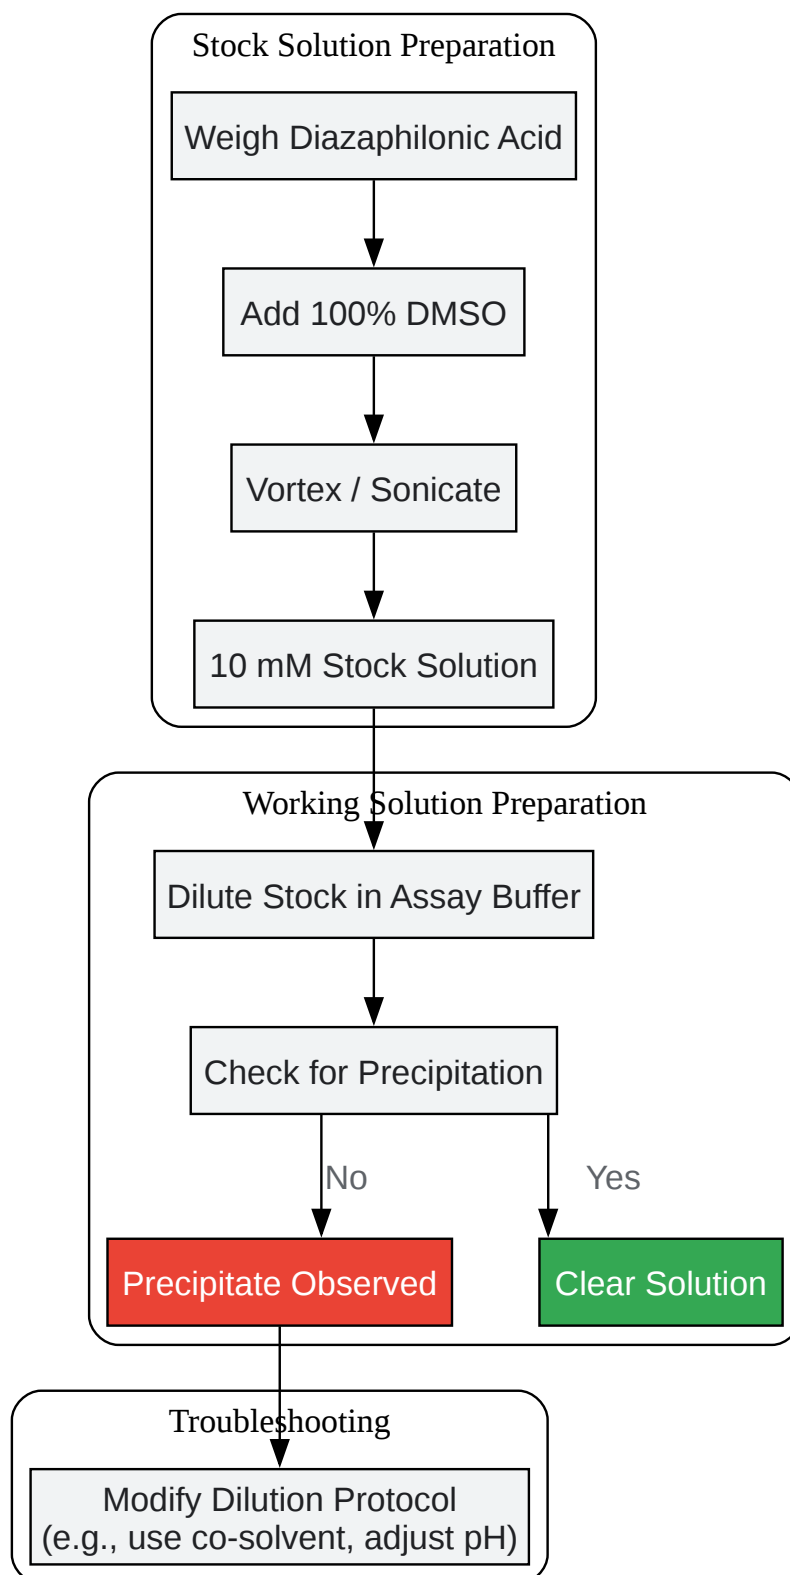 Stock Solution Preparation
Weigh Diazaphilonic Acid
Add 100% DMSO
Vortex / Sonicate
10 mM Stock Solution
Working Solution Preparation
Dilute Stock in Assay Buffer
Check for Precipitation
No
Yes
Precipitate Observed
Clear Solution
Troubleshooting
Modify Dilution Protocol
(e.g., use co-solvent, adjust pH)